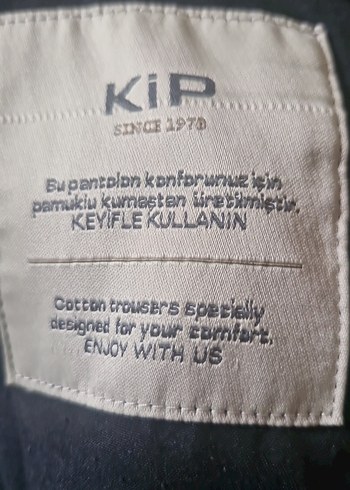 KiP
SINCE 1970
Bu pantolon konforunuz için
pamuklu kumaştan üretilmiştir.
KEYİFLE KULLANIN
Cotton trousers specially
designed for your comfort.
ENJOY WITH US